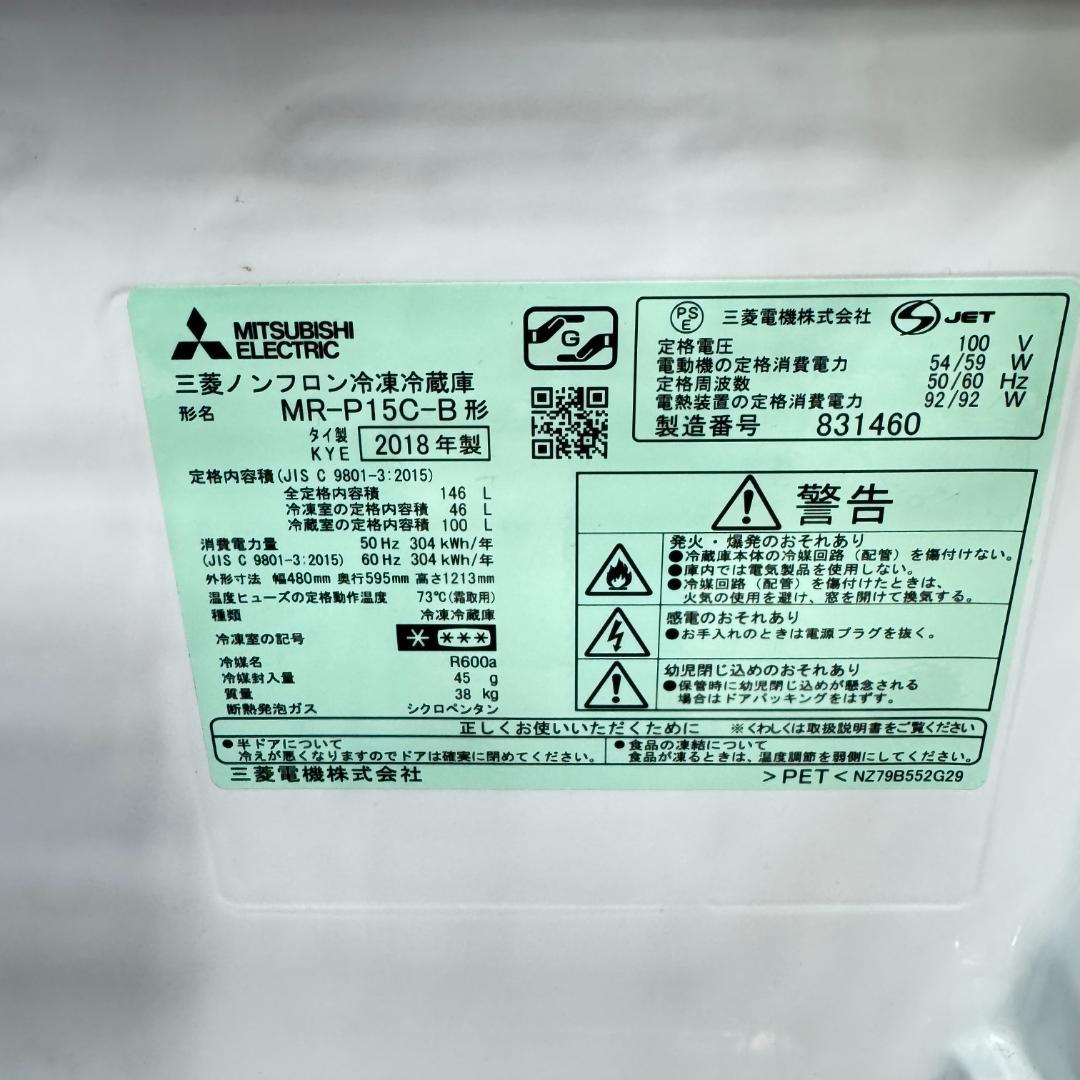 MITSUBISHI
ELECTRIC
三菱ノンフロン冷凍冷蔵庫
形名 MR-P15C-B 形
タイ製
KYE 2018年製
定格内容積(JIS C 9801-3:2015)
全定格内容積 146 L
冷凍室の定格内容積 46 L
冷蔵室の定格内容積 100 L
消費電力量 50Hz 304 kWh/年
(JIS C 9801-3:2015) 60Hz 304 kWh/年
外形寸法 幅480mm 奥行595mm 高さ1213mm
温度ヒューズの定格動作温度 73℃(霜取用)
種類 冷凍冷蔵庫
冷凍室の記号 * ***
冷媒名 R600a
冷媒封入量 45 g
質量 38 kg
断熱発泡ガス シクロペンタン
G
PS
E
三菱電機株式会社 JET
定格電圧 100 V
電動機の定格消費電力 54/59 W
定格周波数 50/60 Hz
電熱装置の定格消費電力 92/92 W
製造番号 831460
警告
発火・爆発のおそれあり
●冷蔵庫本体の冷媒回路（配管）を傷付けない。
●庫内では電気製品を使用しない。
●冷媒回路（配管）を傷付けたときは、
火気の使用を避け、窓を開けて換気する。
感電のおそれあり
●お手入れのときは電源プラグを抜く。
幼児閉じ込めのおそれあり
●保管時に幼児閉じ込めが懸念される
場合はドアパッキングをはずす。
正しくお使いいただくために ※くわしくは取扱説明書をご覧ください
●半ドアについて
冷えが悪くなりますのでドアは確実に閉めてください。
●食品の凍結について
食品が凍るときは、温度調節を弱側にしてください。
三菱電機株式会社 >PET< NZ79B552G29